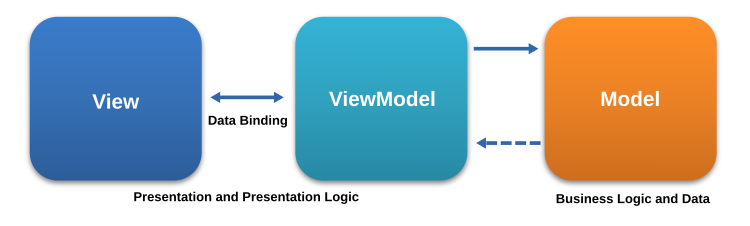 View
Data Binding
ViewModel
Model
Presentation and Presentation Logic
Business Logic and Data